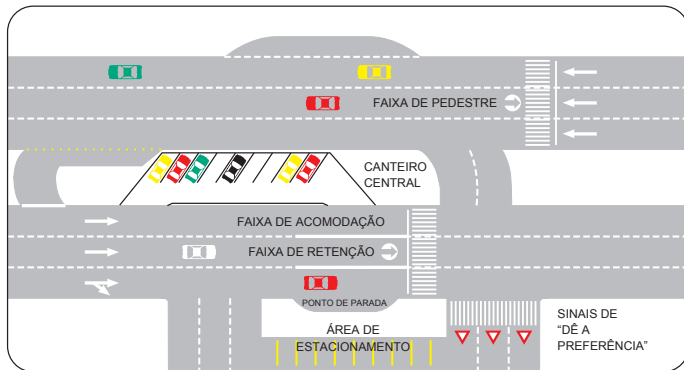 FAIXA DE PEDESTRE
CANTEIRO
CENTRAL
FAIXA DE ACOMODAÇÃO
FAIXA DE RETENÇÃO
PONTO DE PARADA
ÁREA DE
ESTACIONAMENTO
SINAIS DE
“DÊ A
PREFERÊNCIA”